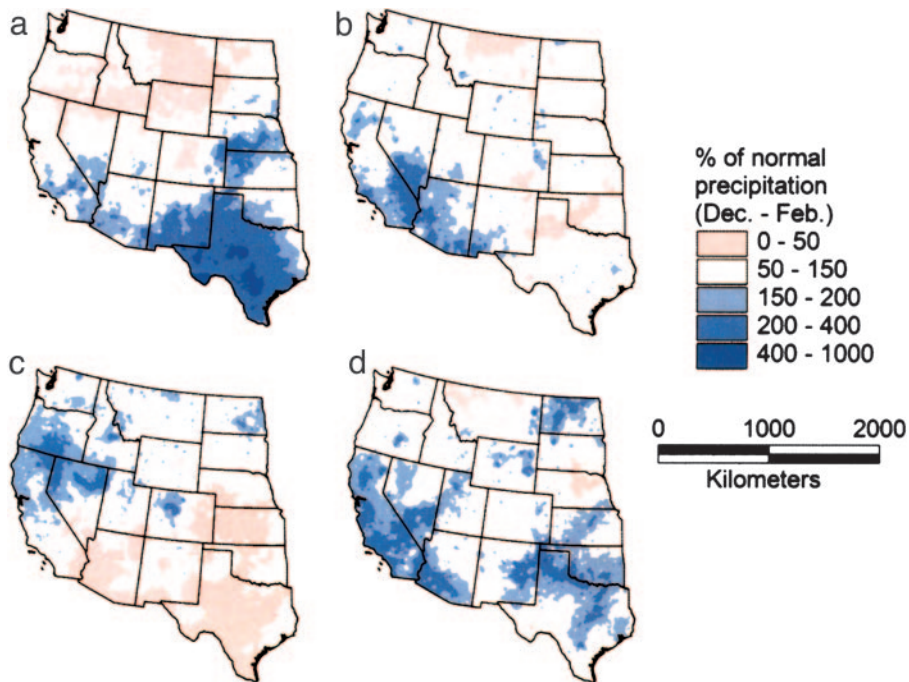 a
b
% of normal
precipitation
(Dec. - Feb.)
0 - 50
50 - 150
150 - 200
200 - 400
400 - 1000
c
d
0 1000 2000
Kilometers